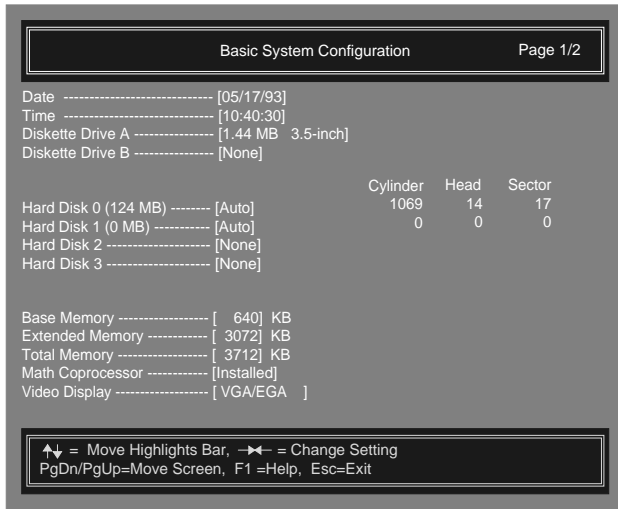 Basic System Configuration Page 1/2
Date ----------------------------- [05/17/93]
Time ----------------------------- [10:40:30]
Diskette Drive A ---------------- [1.44 MB 3.5-inch]
Diskette Drive B ---------------- [None]
Cylinder Head Sector
Hard Disk 0 (124 MB) -------- [Auto] 1069 14 17
Hard Disk 1 (0 MB) ----------- [Auto] 0 0 0
Hard Disk 2 -------------------- [None]
Hard Disk 3 -------------------- [None]
Base Memory ------------------ [ 640] KB
Extended Memory ------------ [ 3072] KB
Total Memory ----------------- [ 3712] KB
Math Coprocessor ------------ [Installed]
Video Display ------------------ [ VGA/EGA ]
= Move Highlights Bar, = Change Setting
PgDn/PgUp=Move Screen, F1 =Help, Esc=Exit